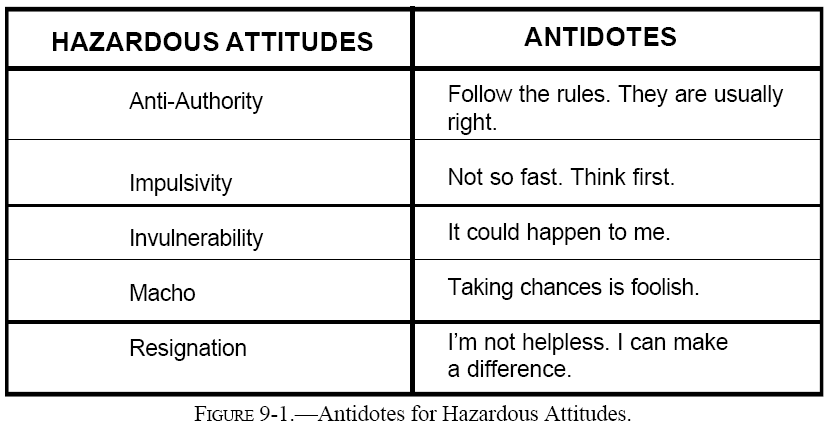 HAZARDOUS ATTITUDES ANTIDOTES
Anti-Authority Follow the rules. They are usually
right.
Impulsivity Not so fast. Think first.
Invulnerability It could happen to me.
Macho Taking chances is foolish.
Resignation I'm not helpless. I can make
a difference.
FIGURE 9-1.—Antidotes for Hazardous Attitudes.